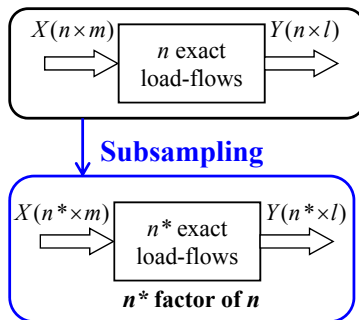 X(n×m)
n exact
load-flows
Y(n×l)
Subsampling
X(n*×m)
n* exact
load-flows
Y(n*×l)
n* factor of n